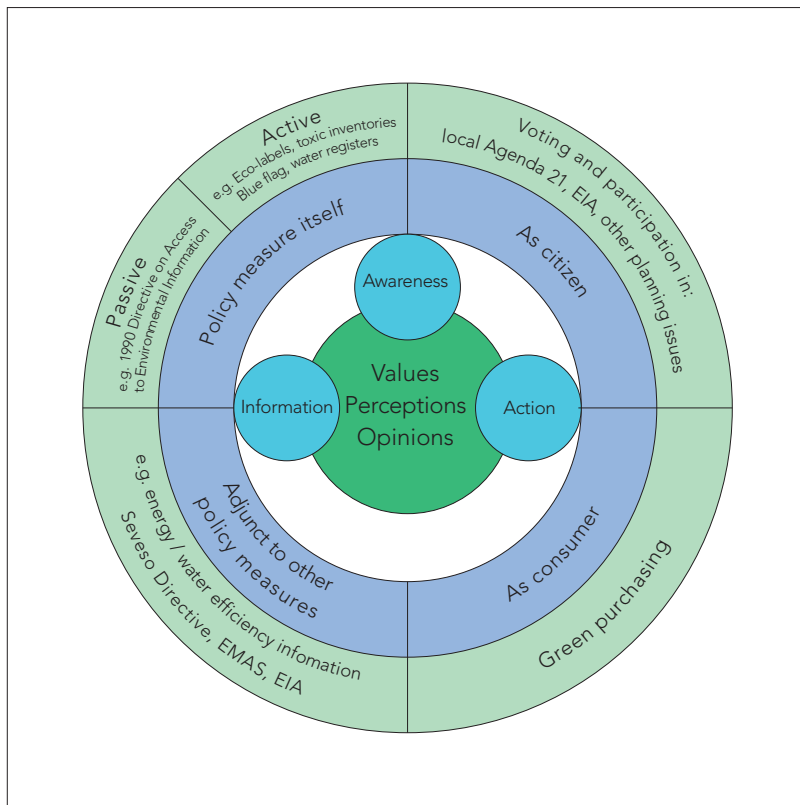 Active
e.g. Eco-labels, toxic inventories
Blue flag, water registers
Passive
e.g. 1990 Directive on Access
to Environmental Information
Voting and participation in:
local Agenda 21, EIA, other planning issues
Policy measure itself
As citizen
Awareness
Information
Values
Perceptions
Opinions
Action
Adjunct to other
policy measures
As consumer
e.g. energy / water efficiency infomation
Seveso Directive, EMAS, EIA
Green purchasing